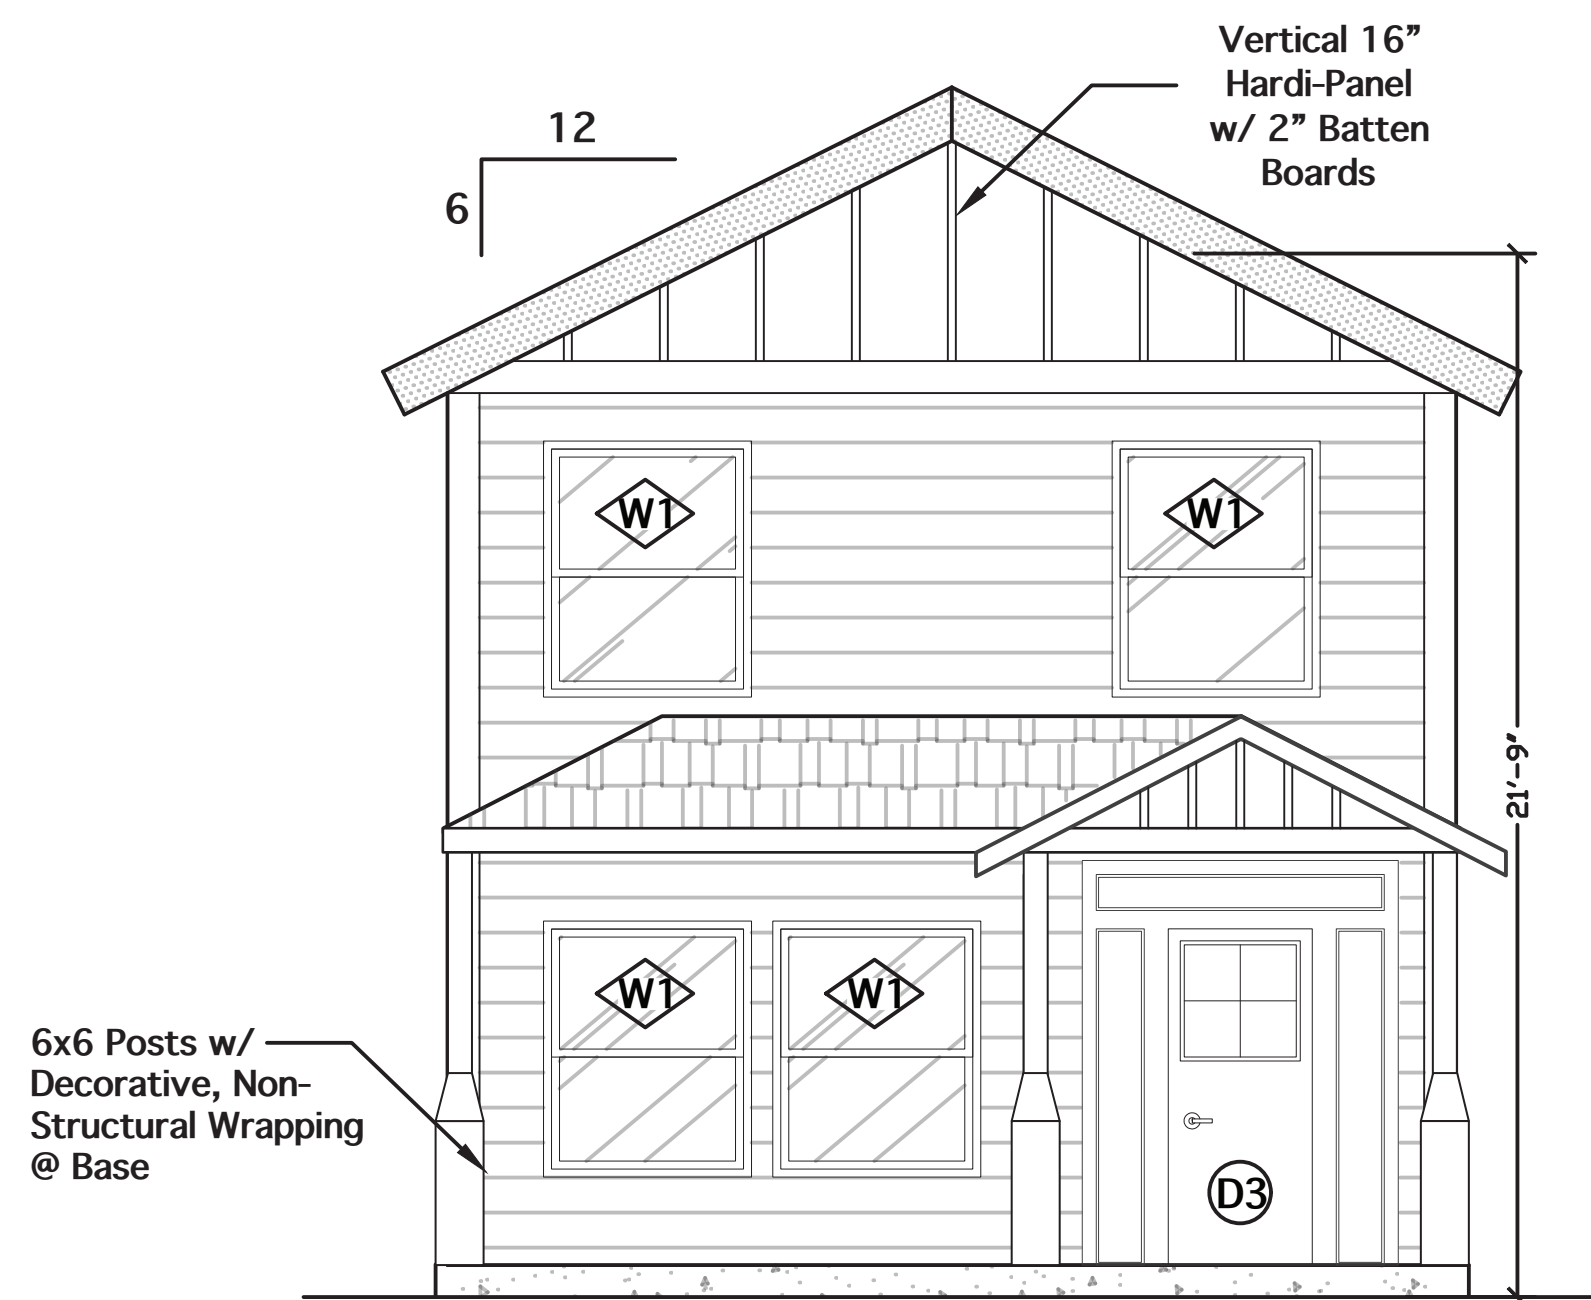 Vertical 16”
Hardi-Panel
w/ 2” Batten
Boards
12
6
W1
W1
21'-9"
W1
W1
6x6 Posts w/
Decorative, Non-
Structural Wrapping
@ Base
D3